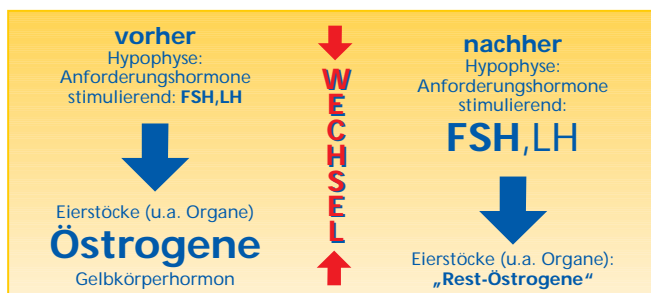 vorher
Hypophyse:
Anforderungshormone
stimulierend: FSH,LH
Eierstöcke (u.a. Organe)
Östrogene
Gelbkörperhormon
WECHSEL
nachher
Hypophyse:
Anforderungshormone
stimulierend:
FSH,LH
Eierstöcke (u.a. Organe):
„Rest-Östrogene“